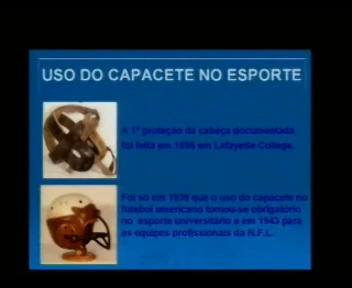 USO DO CAPACETE NO ESPORTE
A 1ª proteção da cabeça documentada
foi feita em 1896 em Lafayette College.
Foi só em 1939 que o uso do capacete no
futebol americano tornou-se obrigatório
no esporte universitário e em 1943 para
as equipes profissionais da N.F.L.